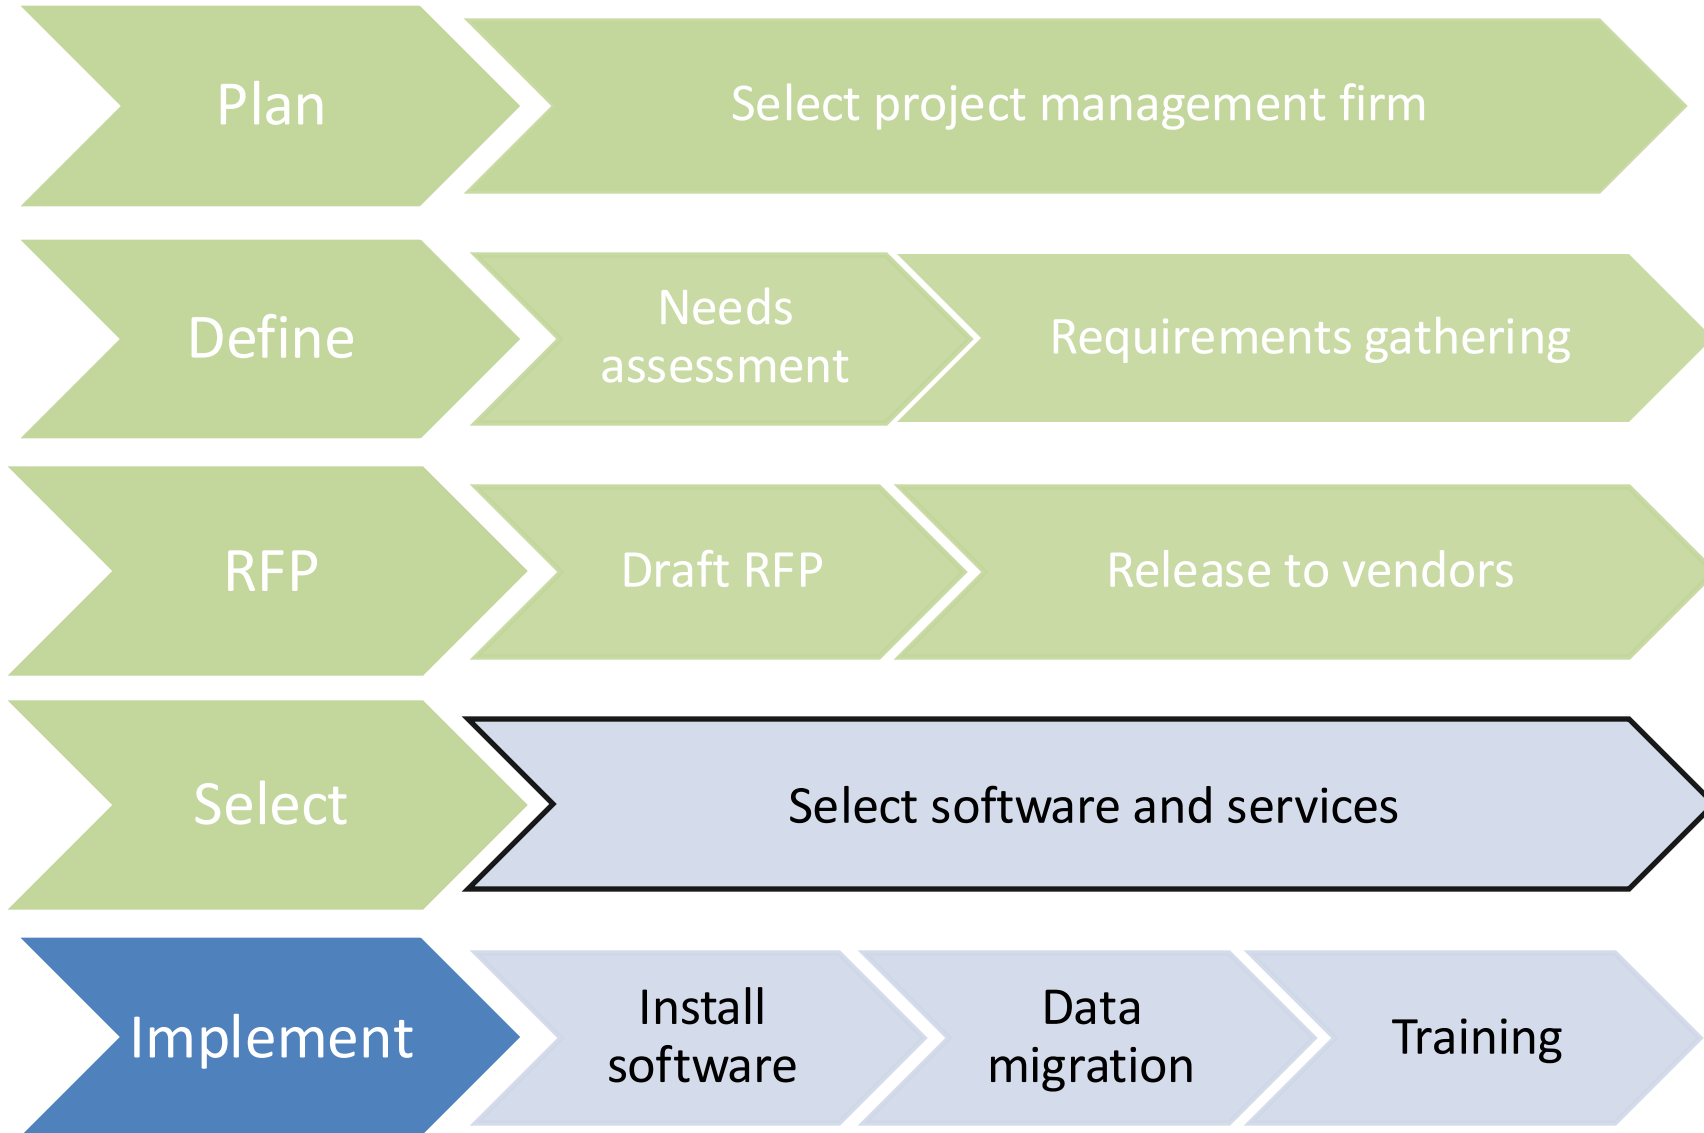 Plan
Select project management firm
Define
Needs
assessment
Requirements gathering
RFP
Draft RFP
Release to vendors
Select
Select software and services
Implement
Install
software
Data
migration
Training